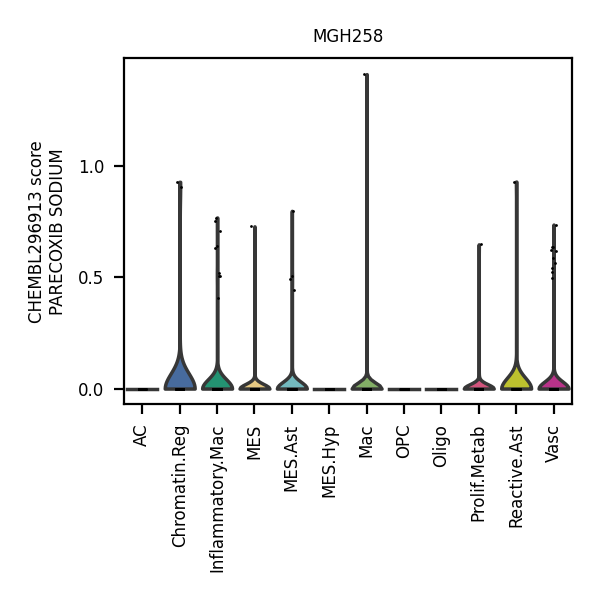 MGH258
CHEMBL296913 score
PARECOXIB SODIUM
1.0
0.5
0.0
AC
Chromatin.Reg
Inflammatory.Mac
MES
MES.Ast
MES.Hyp
Mac
OPC
Oligo
Prolif.Metab
Reactive.Ast
Vasc